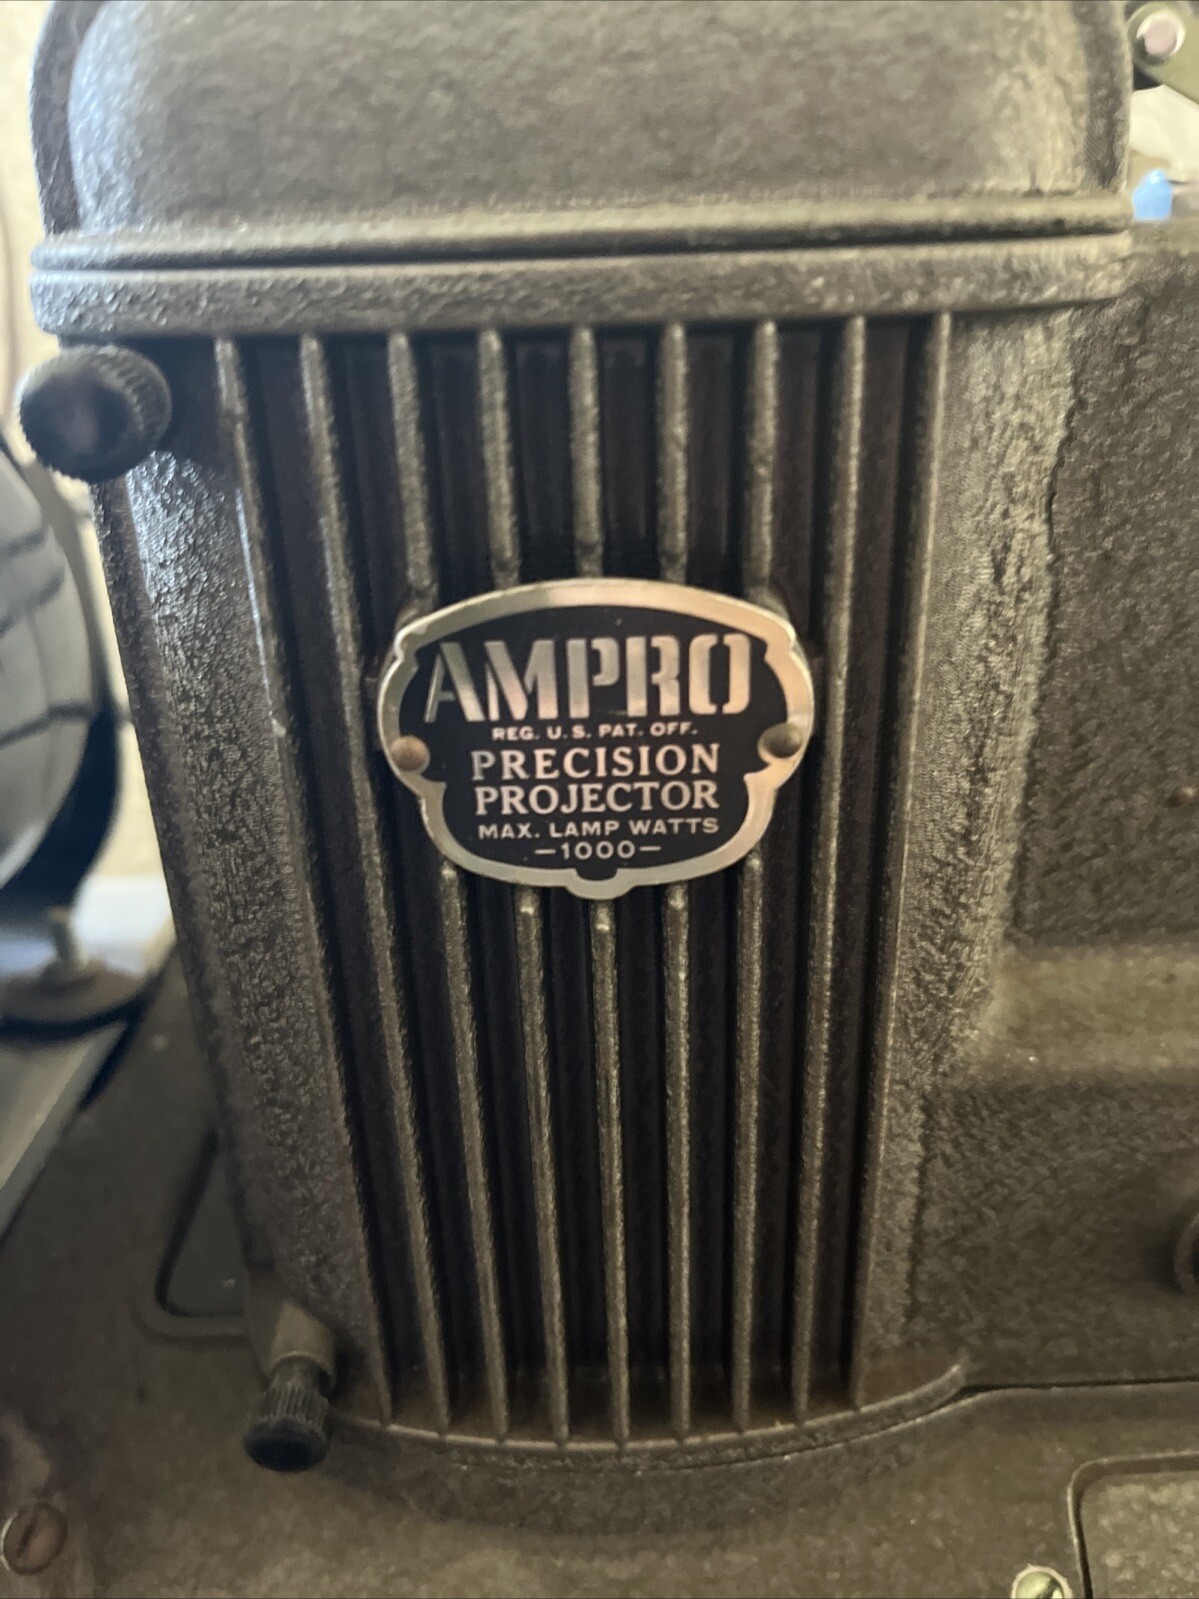 AMPRO
REG. U.S. PAT. OFF.
PRECISION
PROJECTOR
MAX. LAMP WATTS
—1000—